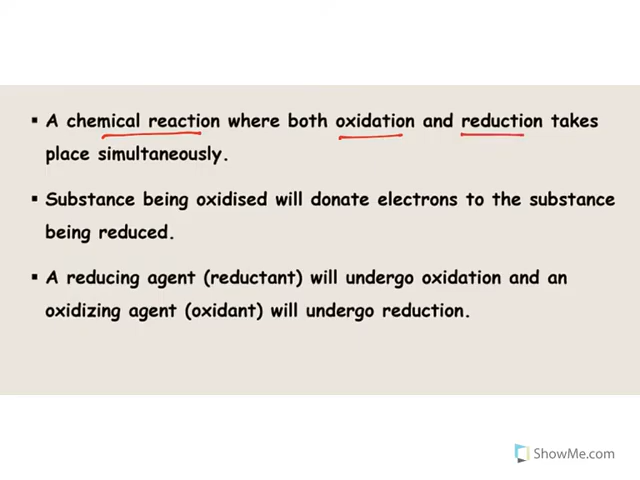 ▪ A chemical reaction where both oxidation and reduction takes
place simultaneously.
▪ Substance being oxidised will donate electrons to the substance
being reduced.
▪ A reducing agent (reductant) will undergo oxidation and an
oxidizing agent (oxidant) will undergo reduction.
ShowMe.com